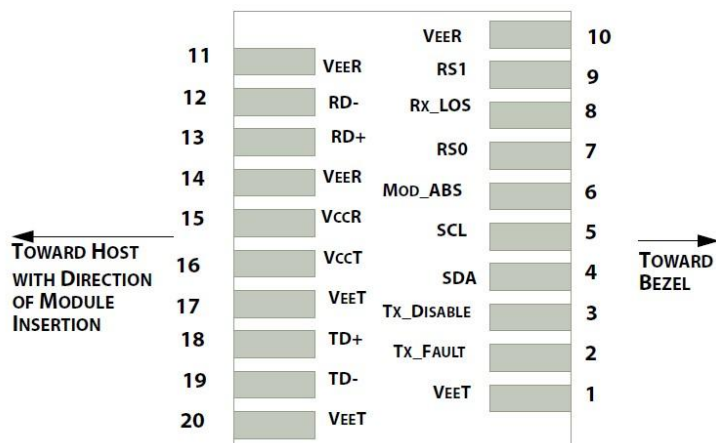 11 VEER
12 RD-
13 RD+
14 VEER
15 VCCR
16 VCCT
17 VEET
18 TD+
19 TD-
20 VEET
VEER 10
RS1 9
RX_LOS 8
RS0 7
MOD_ABS 6
SCL 5
SDA 4
TX_DISABLE 3
TX_FAULT 2
VEET 1
TOWARD HOST
WITH DIRECTION
OF MODULE
INSERTION
TOWARD
BEZEL